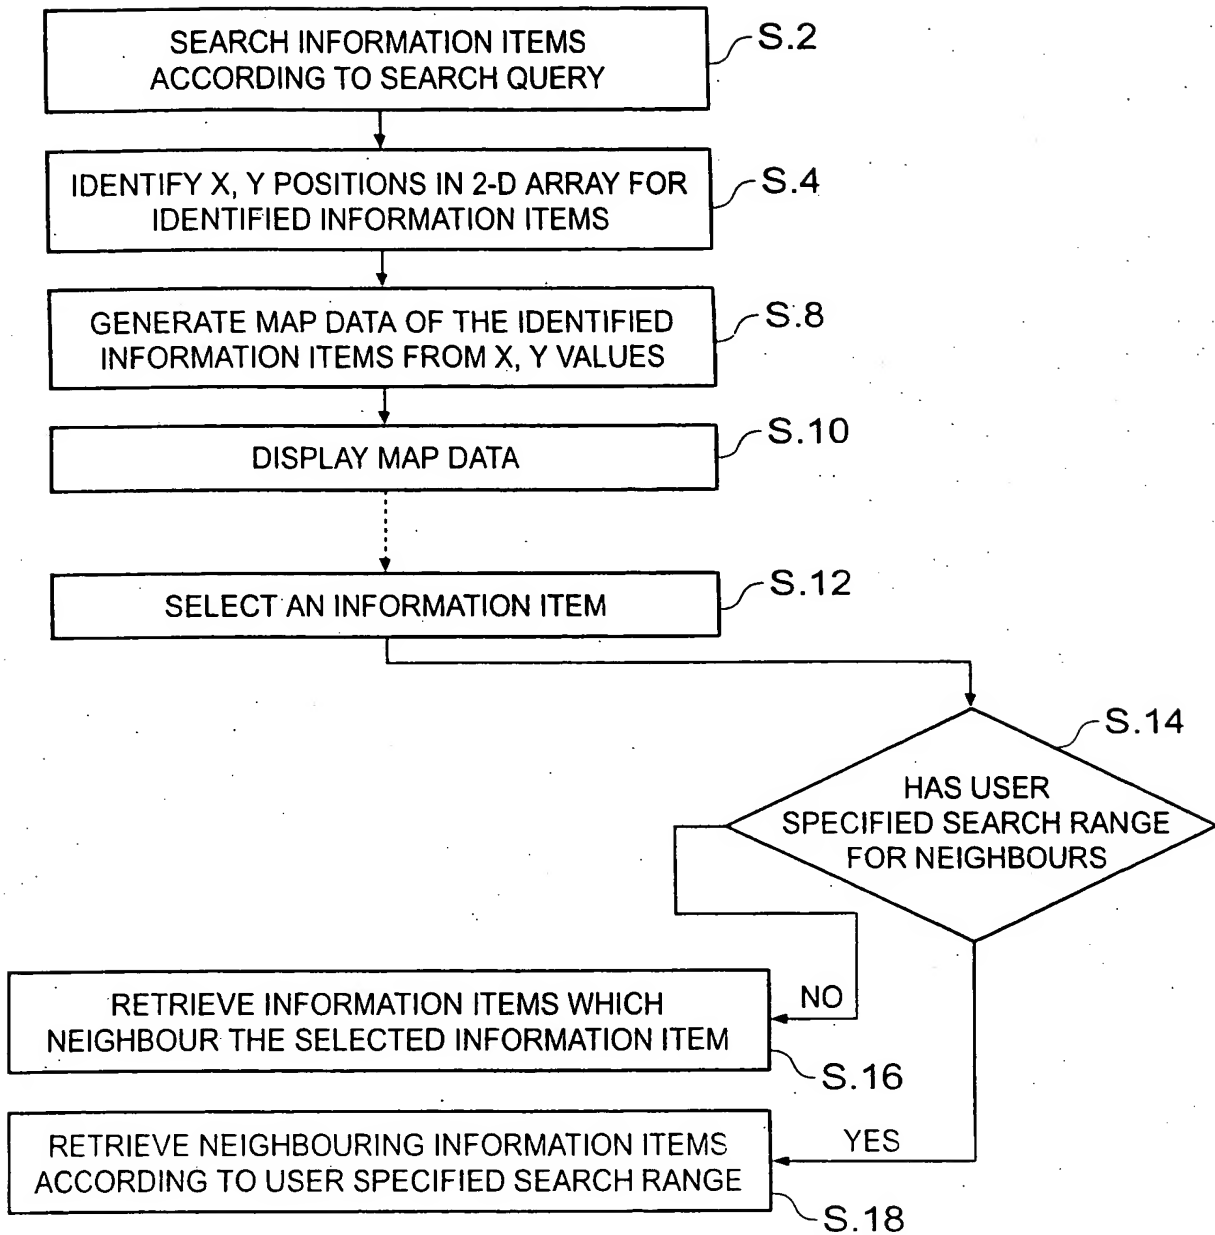 SEARCH INFORMATION ITEMS
ACCORDING TO SEARCH QUERY
S.2
IDENTIFY X, Y POSITIONS IN 2-D ARRAY FOR
IDENTIFIED INFORMATION ITEMS
S.4
GENERATE MAP DATA OF THE IDENTIFIED
INFORMATION ITEMS FROM X, Y VALUES
S.8
DISPLAY MAP DATA
S.10
SELECT AN INFORMATION ITEM
S.12
HAS USER
SPECIFIED SEARCH RANGE
FOR NEIGHBOURS
S.14
NO
RETRIEVE INFORMATION ITEMS WHICH
NEIGHBOUR THE SELECTED INFORMATION ITEM
S.16
YES
RETRIEVE NEIGHBOURING INFORMATION ITEMS
ACCORDING TO USER SPECIFIED SEARCH RANGE
S.18